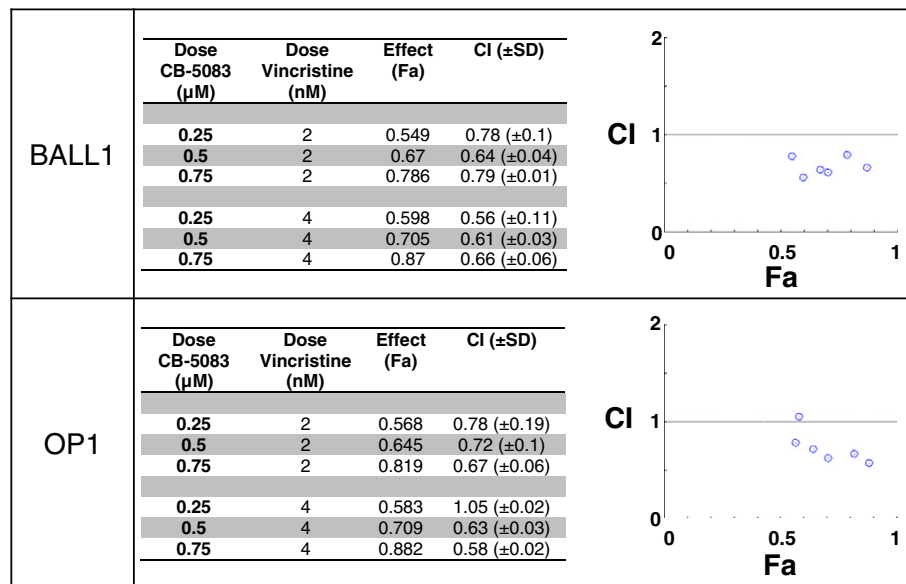 BALL1
Dose Dose Effect CI (±SD)
CB-5083 Vincristine (Fa)
(µM) (nM)
0.25 2 0.549 0.78 (±0.1)
0.5 2 0.67 0.64 (±0.04)
0.75 2 0.786 0.79 (±0.01)
0.25 4 0.598 0.56 (±0.11)
0.5 4 0.705 0.61 (±0.03)
0.75 4 0.87 0.66 (±0.06)
2
CI 1
0
0 0.5 1
Fa
OP1
Dose Dose Effect CI (±SD)
CB-5083 Vincristine (Fa)
(µM) (nM)
0.25 2 0.568 0.78 (±0.19)
0.5 2 0.645 0.72 (±0.1)
0.75 2 0.819 0.67 (±0.06)
0.25 4 0.583 1.05 (±0.02)
0.5 4 0.709 0.63 (±0.03)
0.75 4 0.882 0.58 (±0.02)
2
CI 1
0
0 0.5 1
Fa